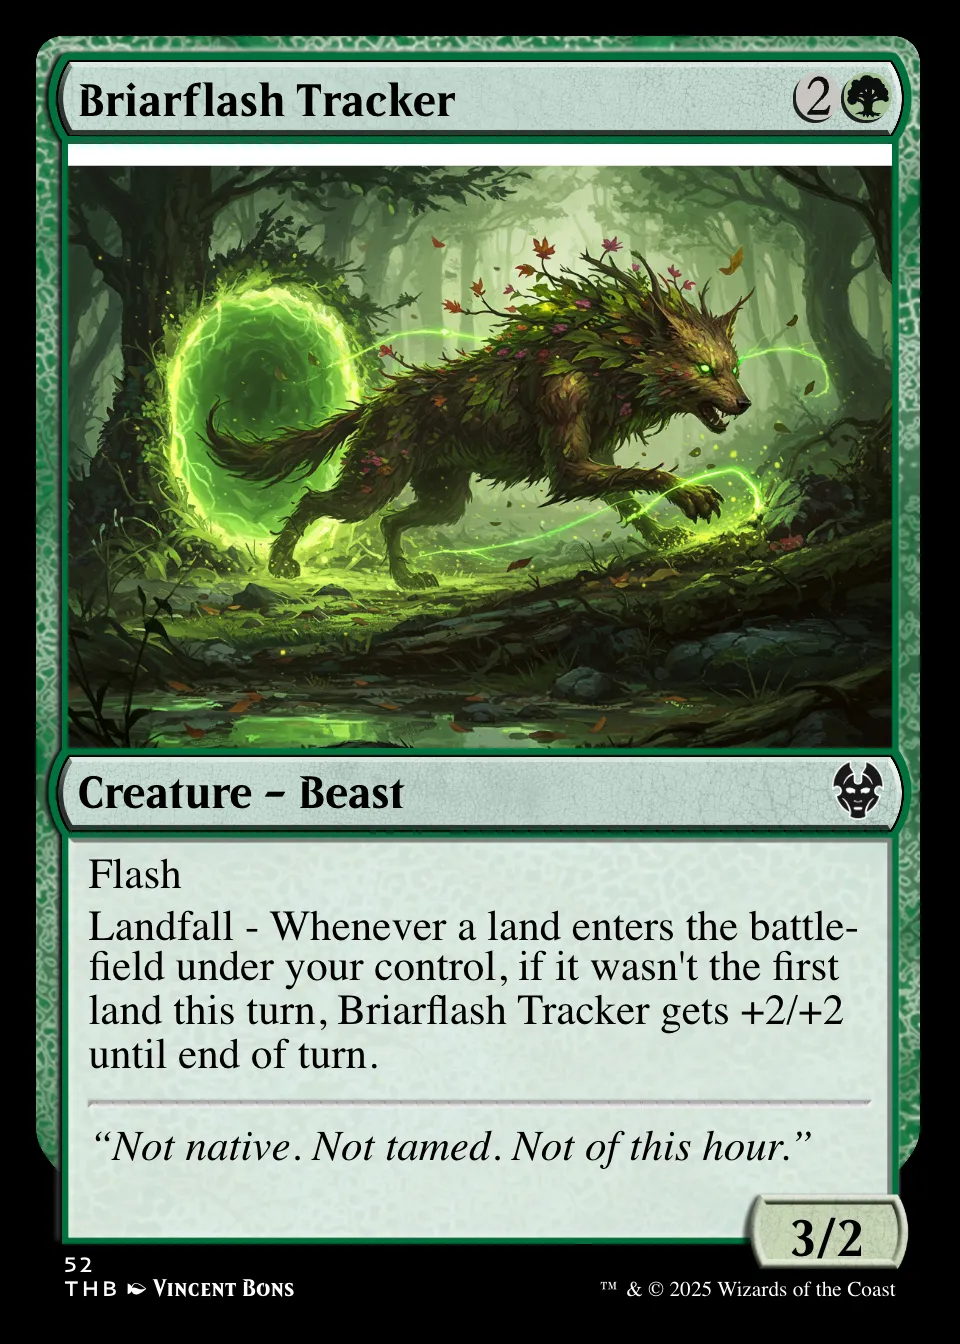 Briarflash Tracker 2
Creature – Beast
Flash
Landfall - Whenever a land enters the battle-
field under your control, if it wasn't the first
land this turn, Briarflash Tracker gets +2/+2
until end of turn.
“Not native. Not tamed. Not of this hour.”
3/2
52
THB Vincent Bons
™ & © 2025 Wizards of the Coast